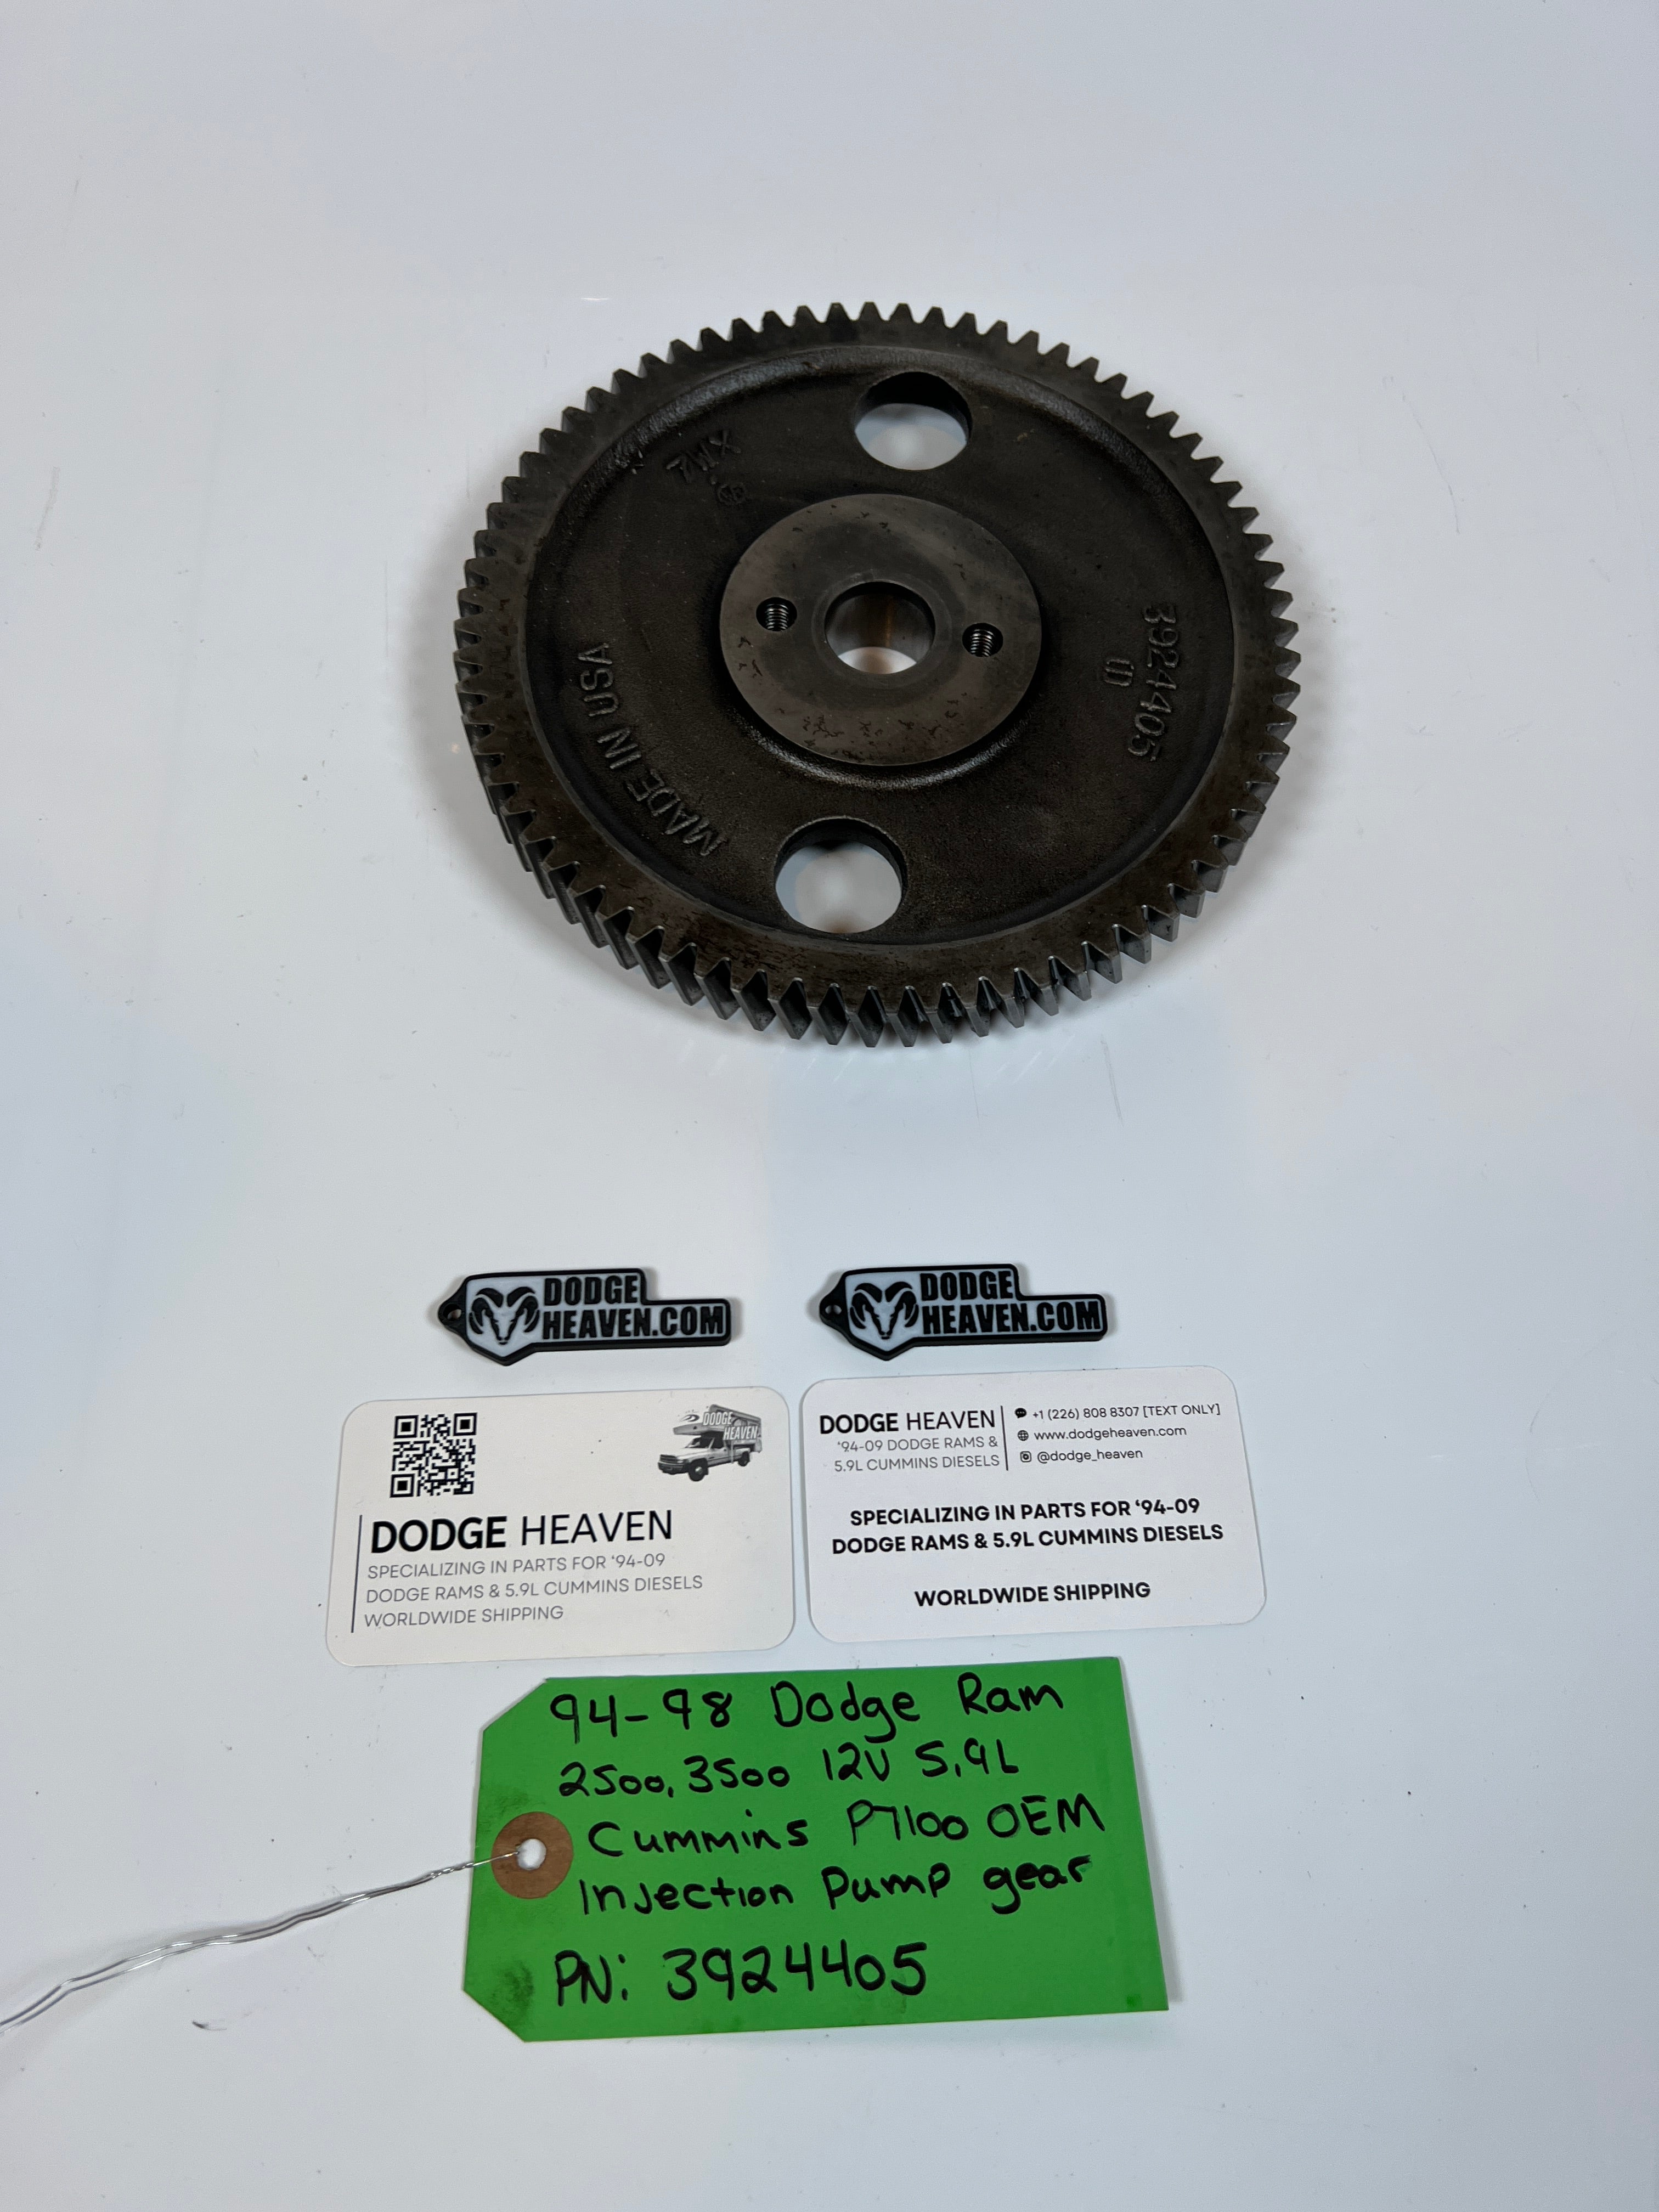 3924405
(1)
MADE IN USA
DODGE
HEAVEN.COM
DODGE
HEAVEN.COM
DODGE
HEAVEN
DODGE HEAVEN
SPECIALIZING IN PARTS FOR ‘94-09
DODGE RAMS & 5.9L CUMMINS DIESELS
WORLDWIDE SHIPPING
DODGE HEAVEN
‘94-09 DODGE RAMS &
5.9L CUMMINS DIESELS
+1 (226) 808 8307 [TEXT ONLY]
www.dodgeheaven.com
@dodge_heaven
SPECIALIZING IN PARTS FOR ‘94-09
DODGE RAMS & 5.9L CUMMINS DIESELS
WORLDWIDE SHIPPING
94-98 Dodge Ram
2500, 3500 12V 5.9L
Cummins P7100 OEM
Injection Pump gear
PN: 3924405